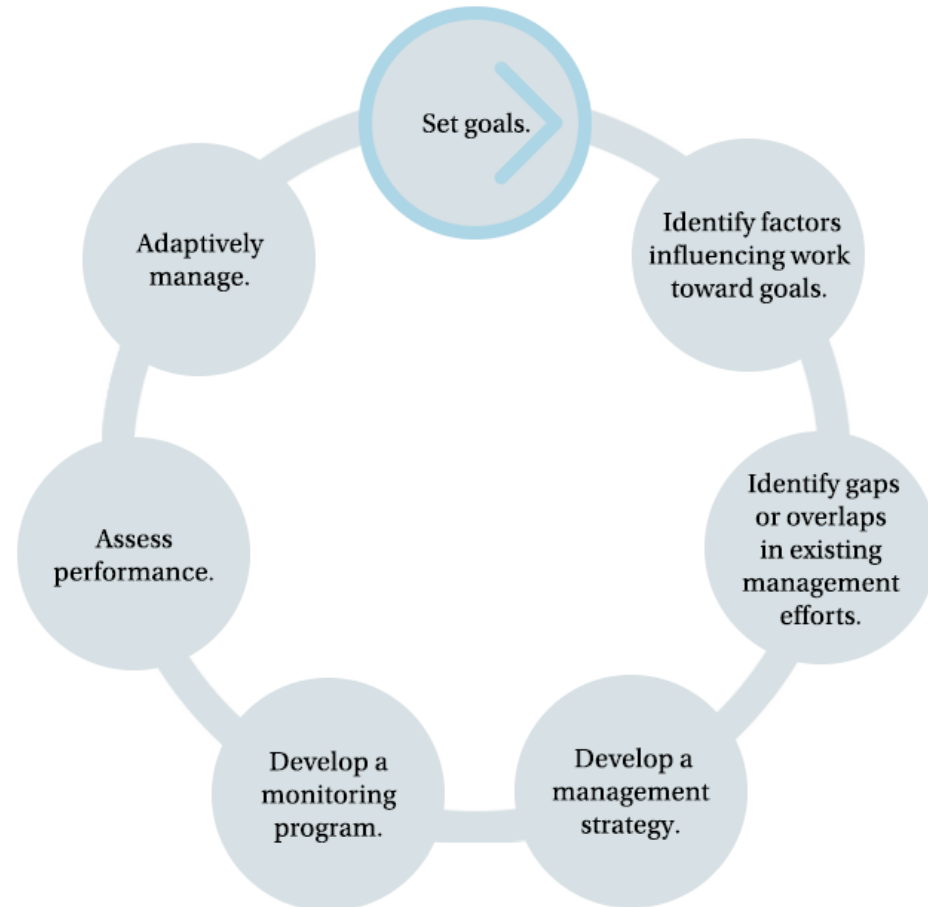 Set goals.
Identify factors
influencing work
toward goals.
Identify gaps
or overlaps
in existing
management
efforts.
Develop a
management
strategy.
Develop a
monitoring
program.
Assess
performance.
Adaptively
manage.